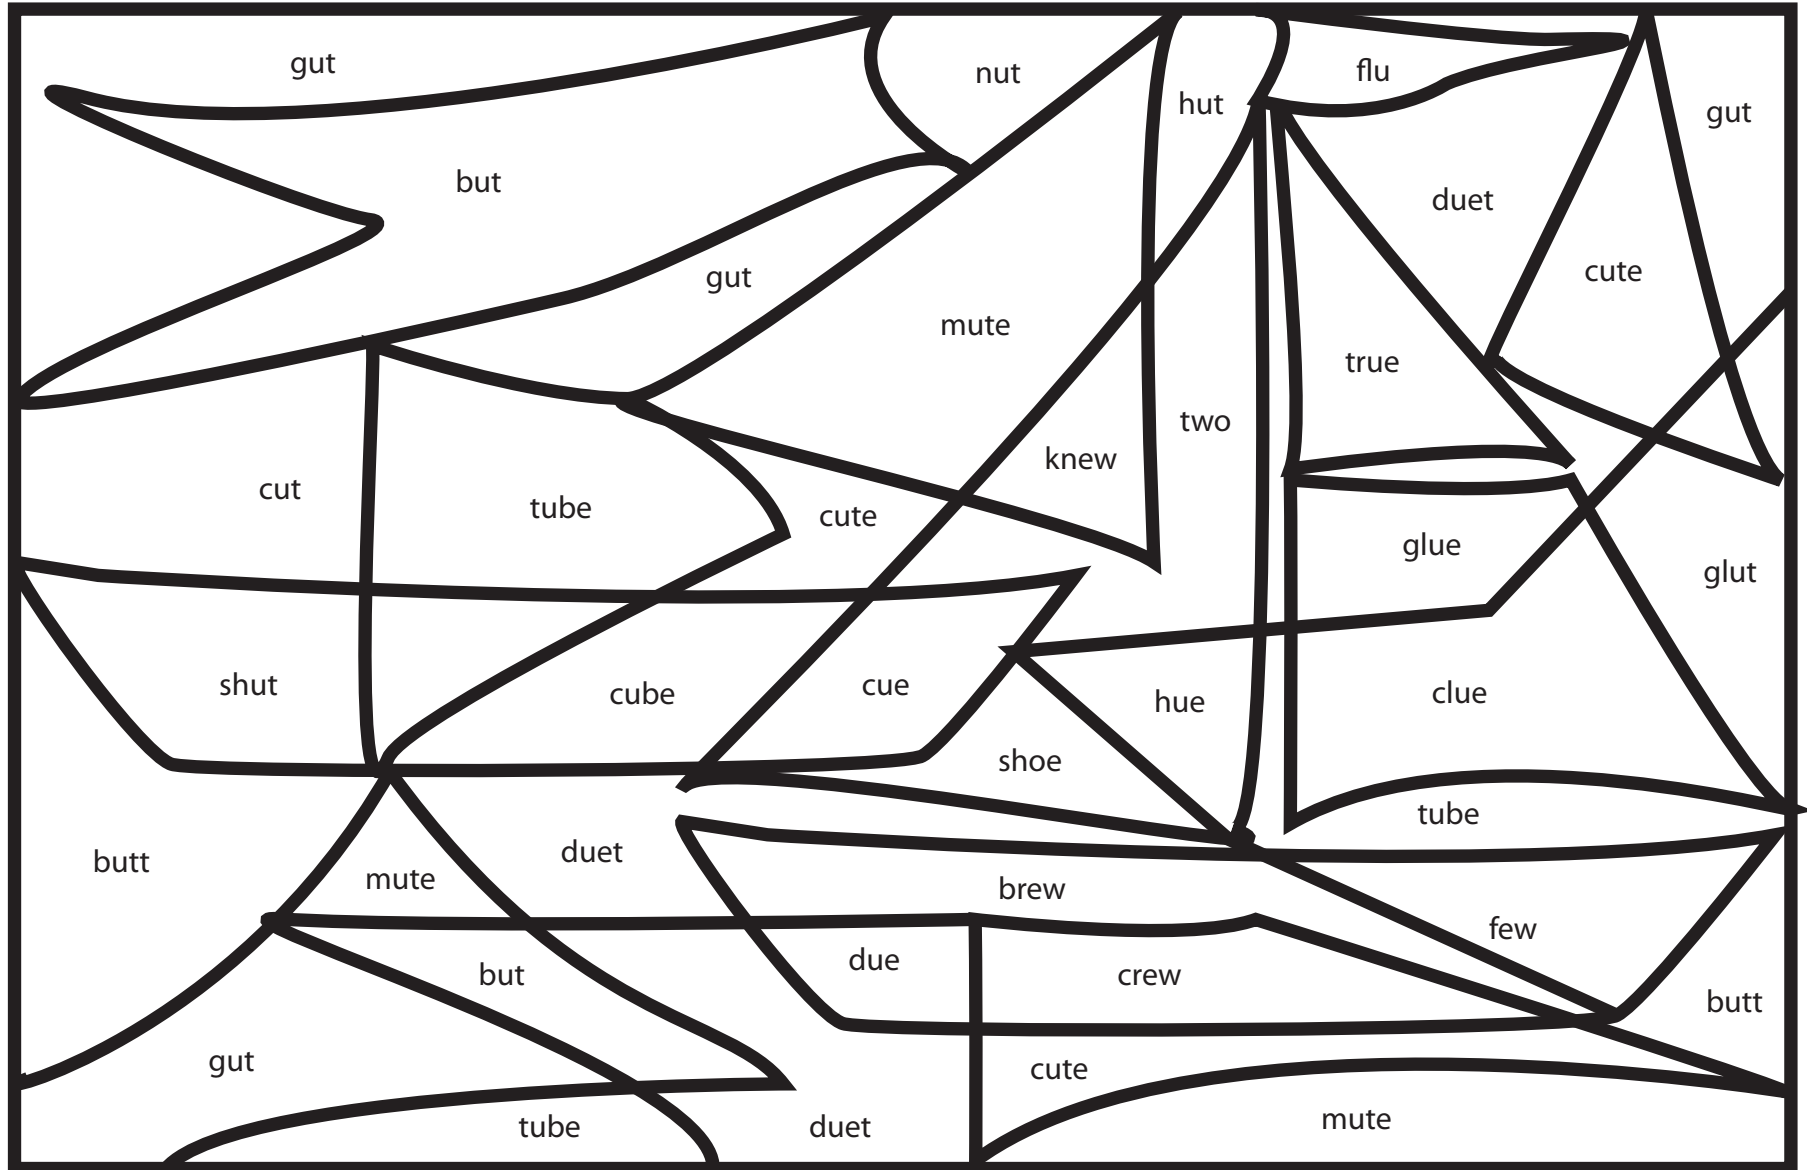 gut
nut
flu
hut
gut
but
duet
cute
gut
mute
true
two
knew
cut
tube
cute
glue
glut
shut
cube
cue
hue
clue
shoe
tube
butt
duet
mute
brew
few
due
but
crew
butt
gut
cute
mute
tube
duet